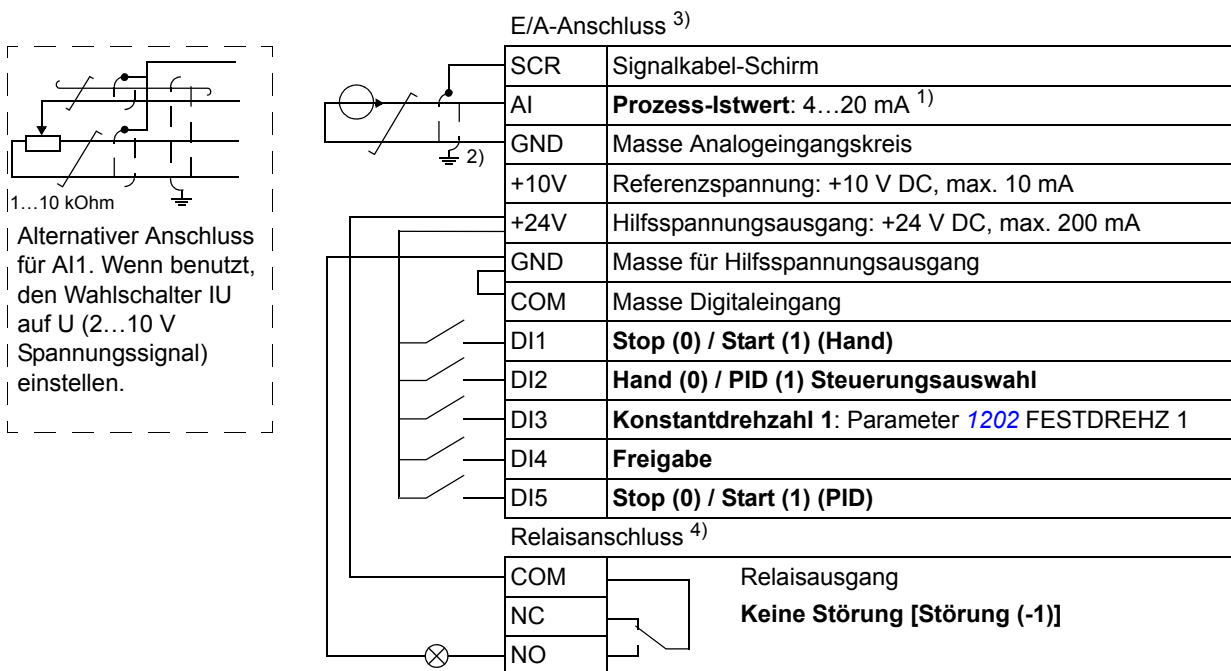 E/A-Anschluss 3)
SCR Signalkabel-Schirm
AI Prozess-Istwert: 4…20 mA 1)
GND Masse Analogeingangskreis
2)
+10V Referenzspannung: +10 V DC, max. 10 mA
+24V Hilfsspannungsausgang: +24 V DC, max. 200 mA
GND Masse für Hilfsspannungsausgang
COM Masse Digitaleingang
DI1 Stop (0) / Start (1) (Hand)
DI2 Hand (0) / PID (1) Steuerungsauswahl
DI3 Konstantdrehzahl 1: Parameter 1202 FESTDREHZ 1
DI4 Freigabe
DI5 Stop (0) / Start (1) (PID)
Relaisanschluss 4)
COM Relaisausgang
NC Keine Störung [Störung (-1)]
NO
1…10 kOhm
Alternativer Anschluss
für AI1. Wenn benutzt,
den Wahlschalter IU
auf U (2…10 V
Spannungssignal)
einstellen.